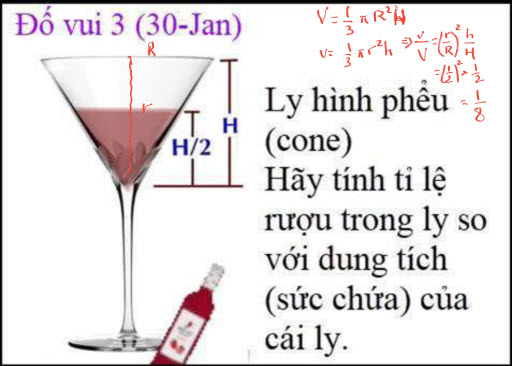 Đố vui 3 (30-Jan)
V = 1/3 π R² H
v = 1/3 π r² h ⇒ v/V = (r/R)² h/H
= (1/2)² × 1/2
= 1/8
R
r
H
H/2
Ly hình phểu
(cone)
Hãy tính tỉ lệ
rượu trong ly so
với dung tích
(sức chứa) của
cái ly.